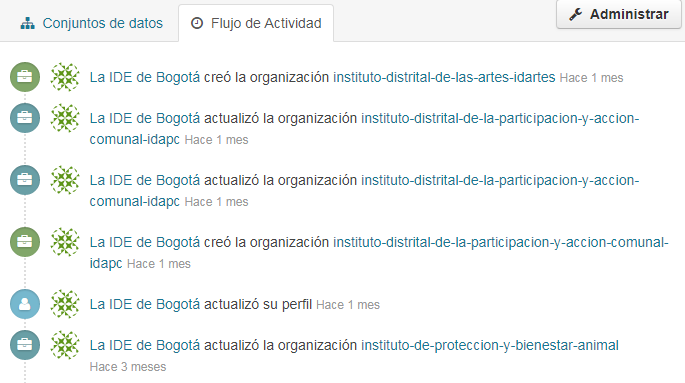 Conjuntos de datos
Flujo de Actividad
Administrar
La IDE de Bogotá creó la organización instituto-distrital-de-las-artes-idartes Hace 1 mes
La IDE de Bogotá actualizó la organización instituto-distrital-de-la-participacion-y-accion-
comunal-idapc Hace 1 mes
La IDE de Bogotá actualizó la organización instituto-distrital-de-la-participacion-y-accion-
comunal-idapc Hace 1 mes
La IDE de Bogotá creó la organización instituto-distrital-de-la-participacion-y-accion-comunal-
idapc Hace 1 mes
La IDE de Bogotá actualizó su perfil Hace 1 mes
La IDE de Bogotá actualizó la organización instituto-de-proteccion-y-bienestar-animal
Hace 3 meses